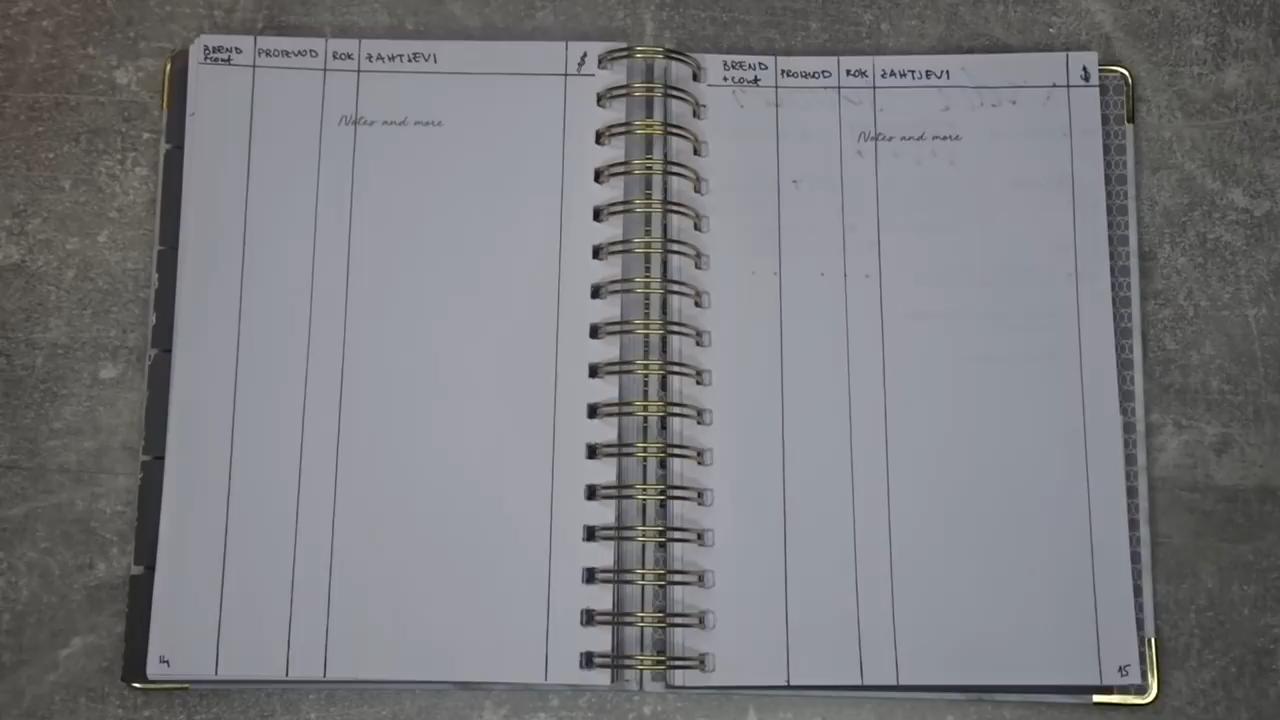 BREND PROIZVOD ROK ZAHTJEVI $
+cont
Notes and more
14
BREND PROIZVOD ROK ZAHTJEVI $
+cont
Notes and more
15